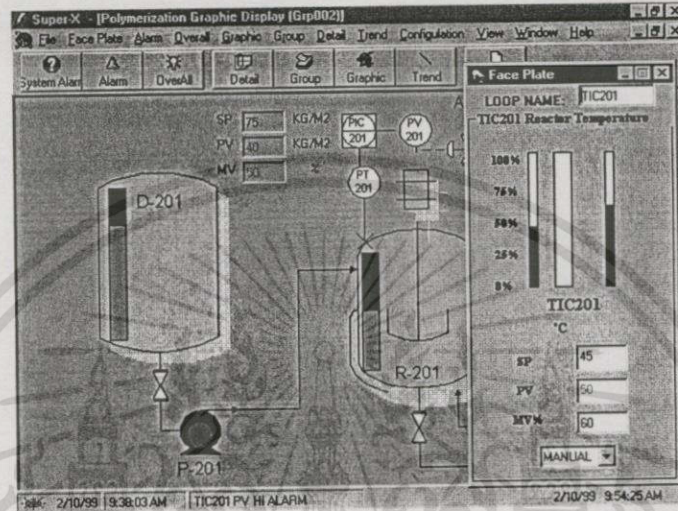 Super-X - [Polymerization Graphic Display (Grp002)]
File Face Plate Alarm Overall Graphic Group Detail Trend Configulation View Window Help
System Alarm Alarm OverAll Detail Group Graphic Trend
SP 75 KG/M2
PV 40 KG/M2
MV 50 %
PIC 201
PV 201
PT 201
D-201
R-201
P-201
Face Plate
LOOP NAME: TIC201
TIC201 Reactor Temperature
100%
75%
50%
25%
0%
TIC201
°C
SP 45
PV 50
MV% 60
MANUAL
2/10/99 9:38:03 AM TIC201 PV HI ALARM 2/10/99 9:54:25 AM